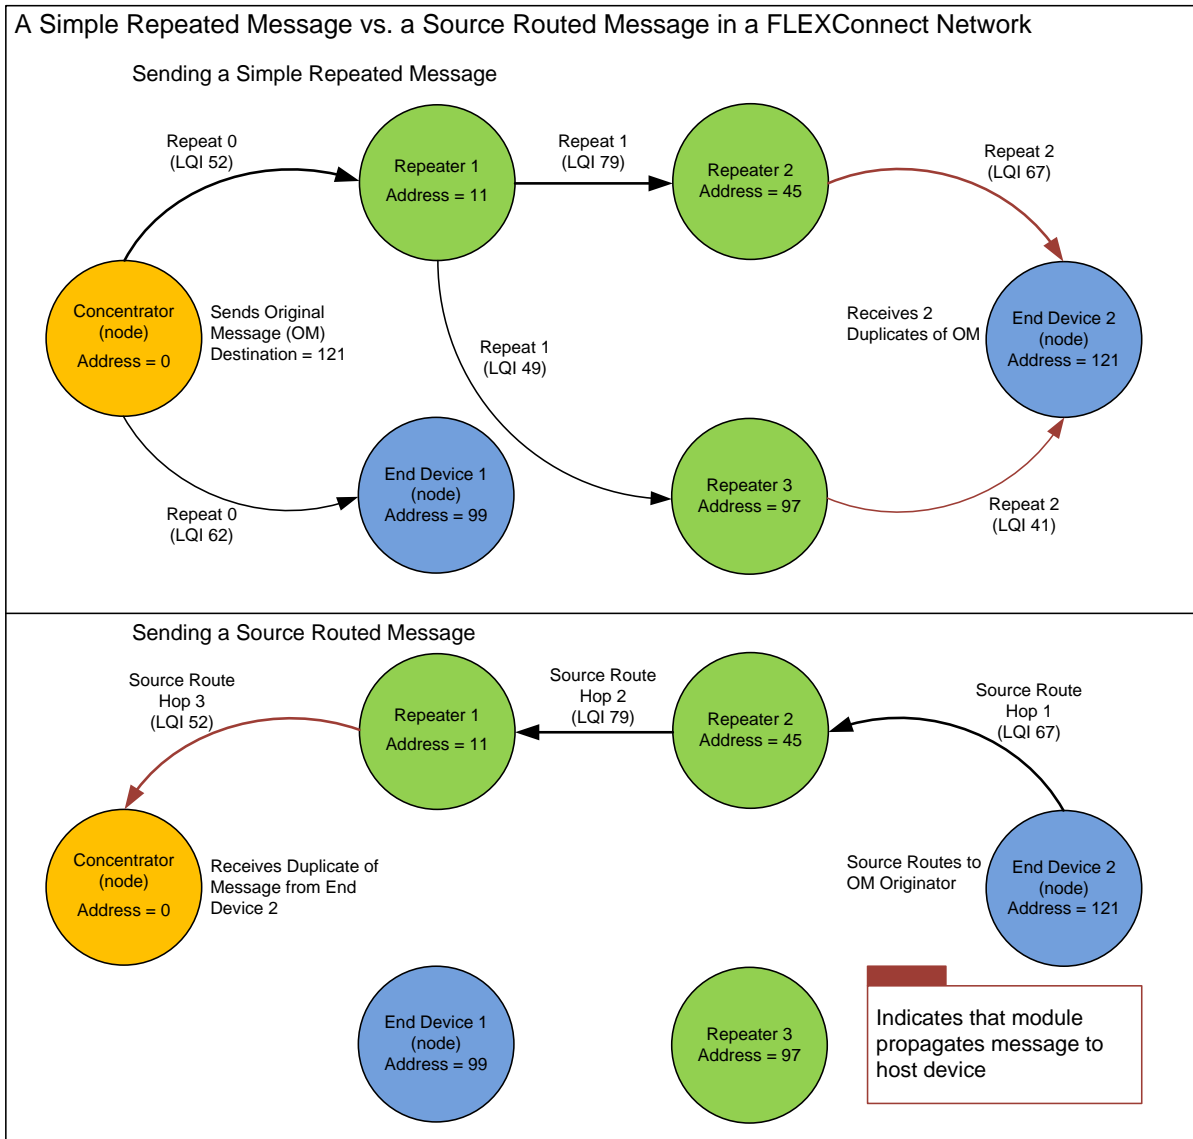 A Simple Repeated Message vs. a Source Routed Message in a FLEXConnect Network
Sending a Simple Repeated Message
Repeat 0
(LQI 52)
Repeater 1
Address = 11
Repeat 1
(LQI 79)
Repeater 2
Address = 45
Repeat 2
(LQI 67)
Concentrator
(node)
Address = 0
Sends Original
Message (OM)
Destination = 121
Repeat 1
(LQI 49)
Receives 2
Duplicates of OM
End Device 2
(node)
Address = 121
Repeat 0
(LQI 62)
End Device 1
(node)
Address = 99
Repeater 3
Address = 97
Repeat 2
(LQI 41)
Sending a Source Routed Message
Source Route
Hop 3
(LQI 52)
Repeater 1
Address = 11
Source Route
Hop 2
(LQI 79)
Repeater 2
Address = 45
Source Route
Hop 1
(LQI 67)
Concentrator
(node)
Address = 0
Receives Duplicate of
Message from End
Device 2
Source Routes to
OM Originator
End Device 2
(node)
Address = 121
End Device 1
(node)
Address = 99
Repeater 3
Address = 97
Indicates that module
propagates message to
host device